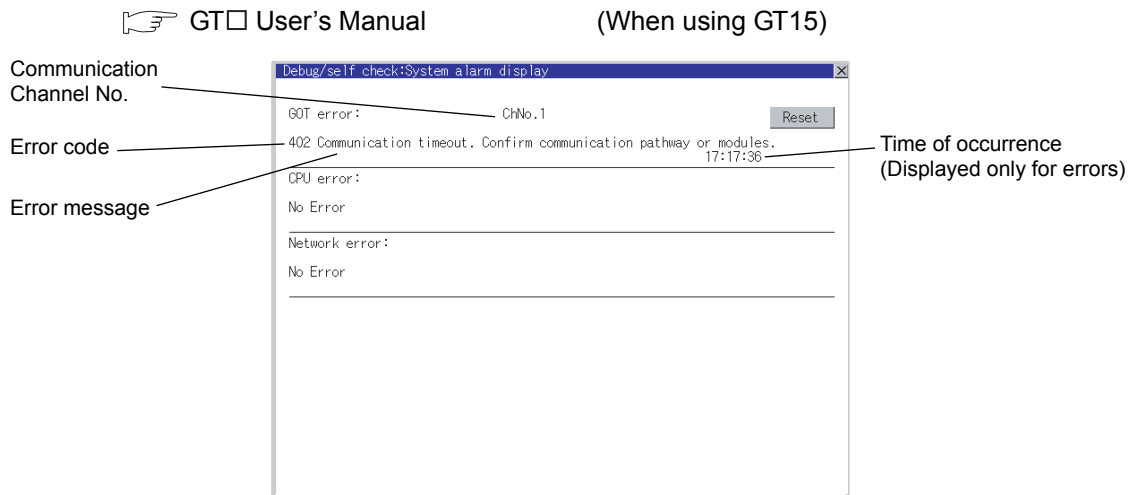 GT□ User's Manual (When using GT15)
Communication
Channel No.
Debug/self check:System alarm display
GOT error: ChNo.1 Reset
Error code
402 Communication timeout. Confirm communication pathway or modules.
17:17:36
Time of occurrence
(Displayed only for errors)
CPU error:
Error message
No Error
Network error:
No Error